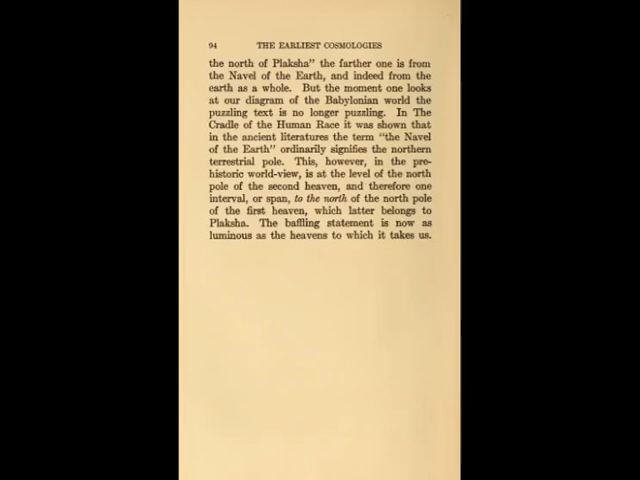 94 THE EARLIEST COSMOLOGIES
the north of Plaksha" the farther one is from
the Navel of the Earth, and indeed from the
earth as a whole. But the moment one looks
at our diagram of the Babylonian world the
puzzling text is no longer puzzling. In The
Cradle of the Human Race it was shown that
in the ancient literatures the term "the Navel
of the Earth" ordinarily signifies the northern
terrestrial pole. This, however, in the pre-
historic world-view, is at the level of the north
pole of the second heaven, and therefore one
interval, or span, to the north of the north pole
of the first heaven, which latter belongs to
Plaksha. The baffling statement is now as
luminous as the heavens to which it takes us.